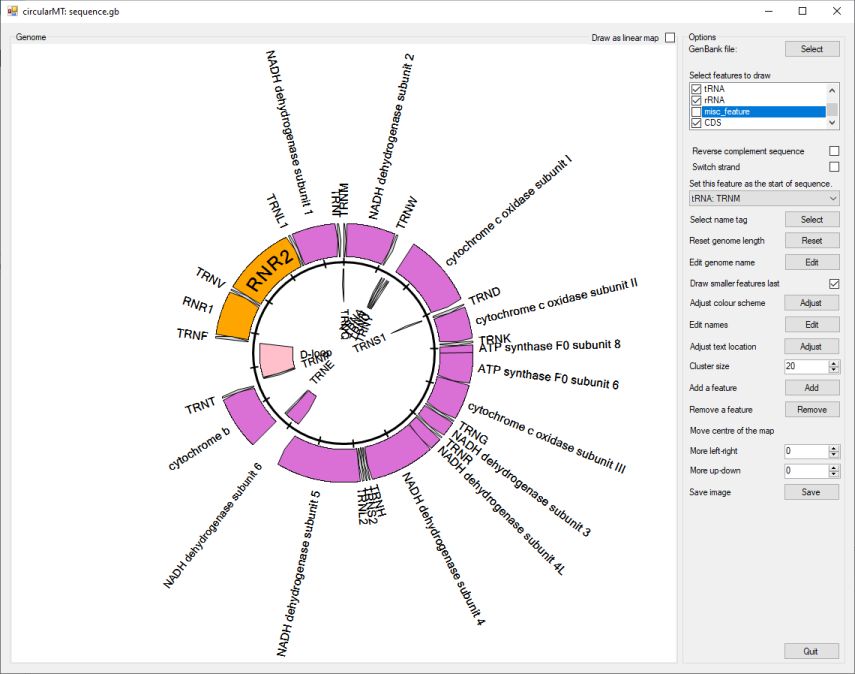 circularMT: sequence.gb
Genome
Draw as linear map
NADH dehydrogenase subunit 1
NADH dehydrogenase subunit 2
TRNL1
TRNI
TRNM
TRNW
cytochrome c oxidase subunit I
TRNV
RNR2
RNR1
TRNF
TRND
cytochrome c oxidase subunit II
TRNQ
TRNY
TRNS1
TRNK
ATP synthase F0 subunit 8
D-loop
TRNP
TRNE
ATP synthase F0 subunit 6
TRNT
cytochrome b
cytochrome c oxidase subunit III
TRNG
NADH dehydrogenase subunit 3
TRNR
NADH dehydrogenase subunit 4L
NADH dehydrogenase subunit 6
NADH dehydrogenase subunit 5
TRNL2
TRNS2
TRNH
NADH dehydrogenase subunit 4
Options
GenBank file:
Select
Select features to draw
tRNA
rRNA
misc_feature
CDS
Reverse complement sequence
Switch strand
Set this feature as the start of sequence.
tRNA: TRNM
Select name tag
Select
Reset genome length
Reset
Edit genome name
Edit
Draw smaller features last
Adjust colour scheme
Adjust
Edit names
Edit
Adjust text location
Adjust
Cluster size
20
Add a feature
Add
Remove a feature
Remove
Move centre of the map
More left-right
0
More up-down
0
Save image
Save
Quit